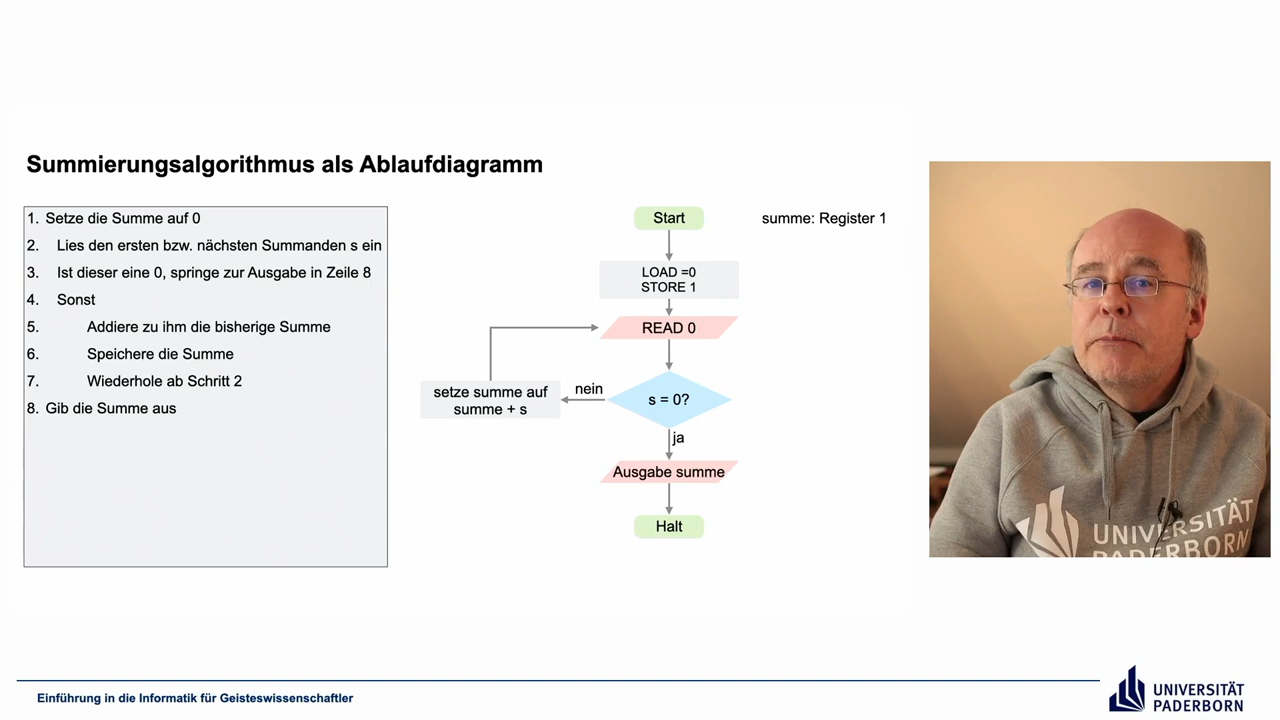 Summierungsalgorithmus als Ablaufdiagramm
1. Setze die Summe auf 0
2. Lies den ersten bzw. nächsten Summanden s ein
3. Ist dieser eine 0, springe zur Ausgabe in Zeile 8
4. Sonst
5. Addiere zu ihm die bisherige Summe
6. Speichere die Summe
7. Wiederhole ab Schritt 2
8. Gib die Summe aus
Start
summe: Register 1
LOAD =0
STORE 1
READ 0
s = 0?
nein
setze summe auf
summe + s
ja
Ausgabe summe
Halt
UNIVERSITÄT
PADERBORN
Einführung in die Informatik für Geisteswissenschaftler
UNIVERSITÄT
PADERBORN